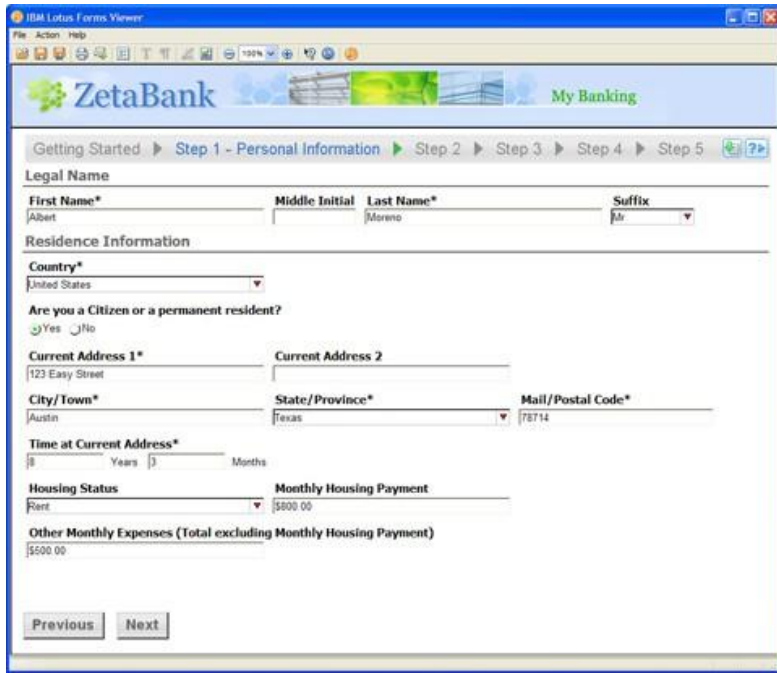 IBM Lotus Forms Viewer
File Action Help
100%
ZetaBank My Banking
Getting Started Step 1 - Personal Information Step 2 Step 3 Step 4 Step 5
Legal Name
First Name* Middle Initial Last Name* Suffix
Albert Moreno Mr
Residence Information
Country*
United States
Are you a Citizen or a permanent resident?
Yes No
Current Address 1* Current Address 2
123 Easy Street
City/Town* State/Province* Mail/Postal Code*
Austin Texas 78714
Time at Current Address*
8 Years 3 Months
Housing Status Monthly Housing Payment
Rent $800.00
Other Monthly Expenses (Total excluding Monthly Housing Payment)
$500.00
Previous Next